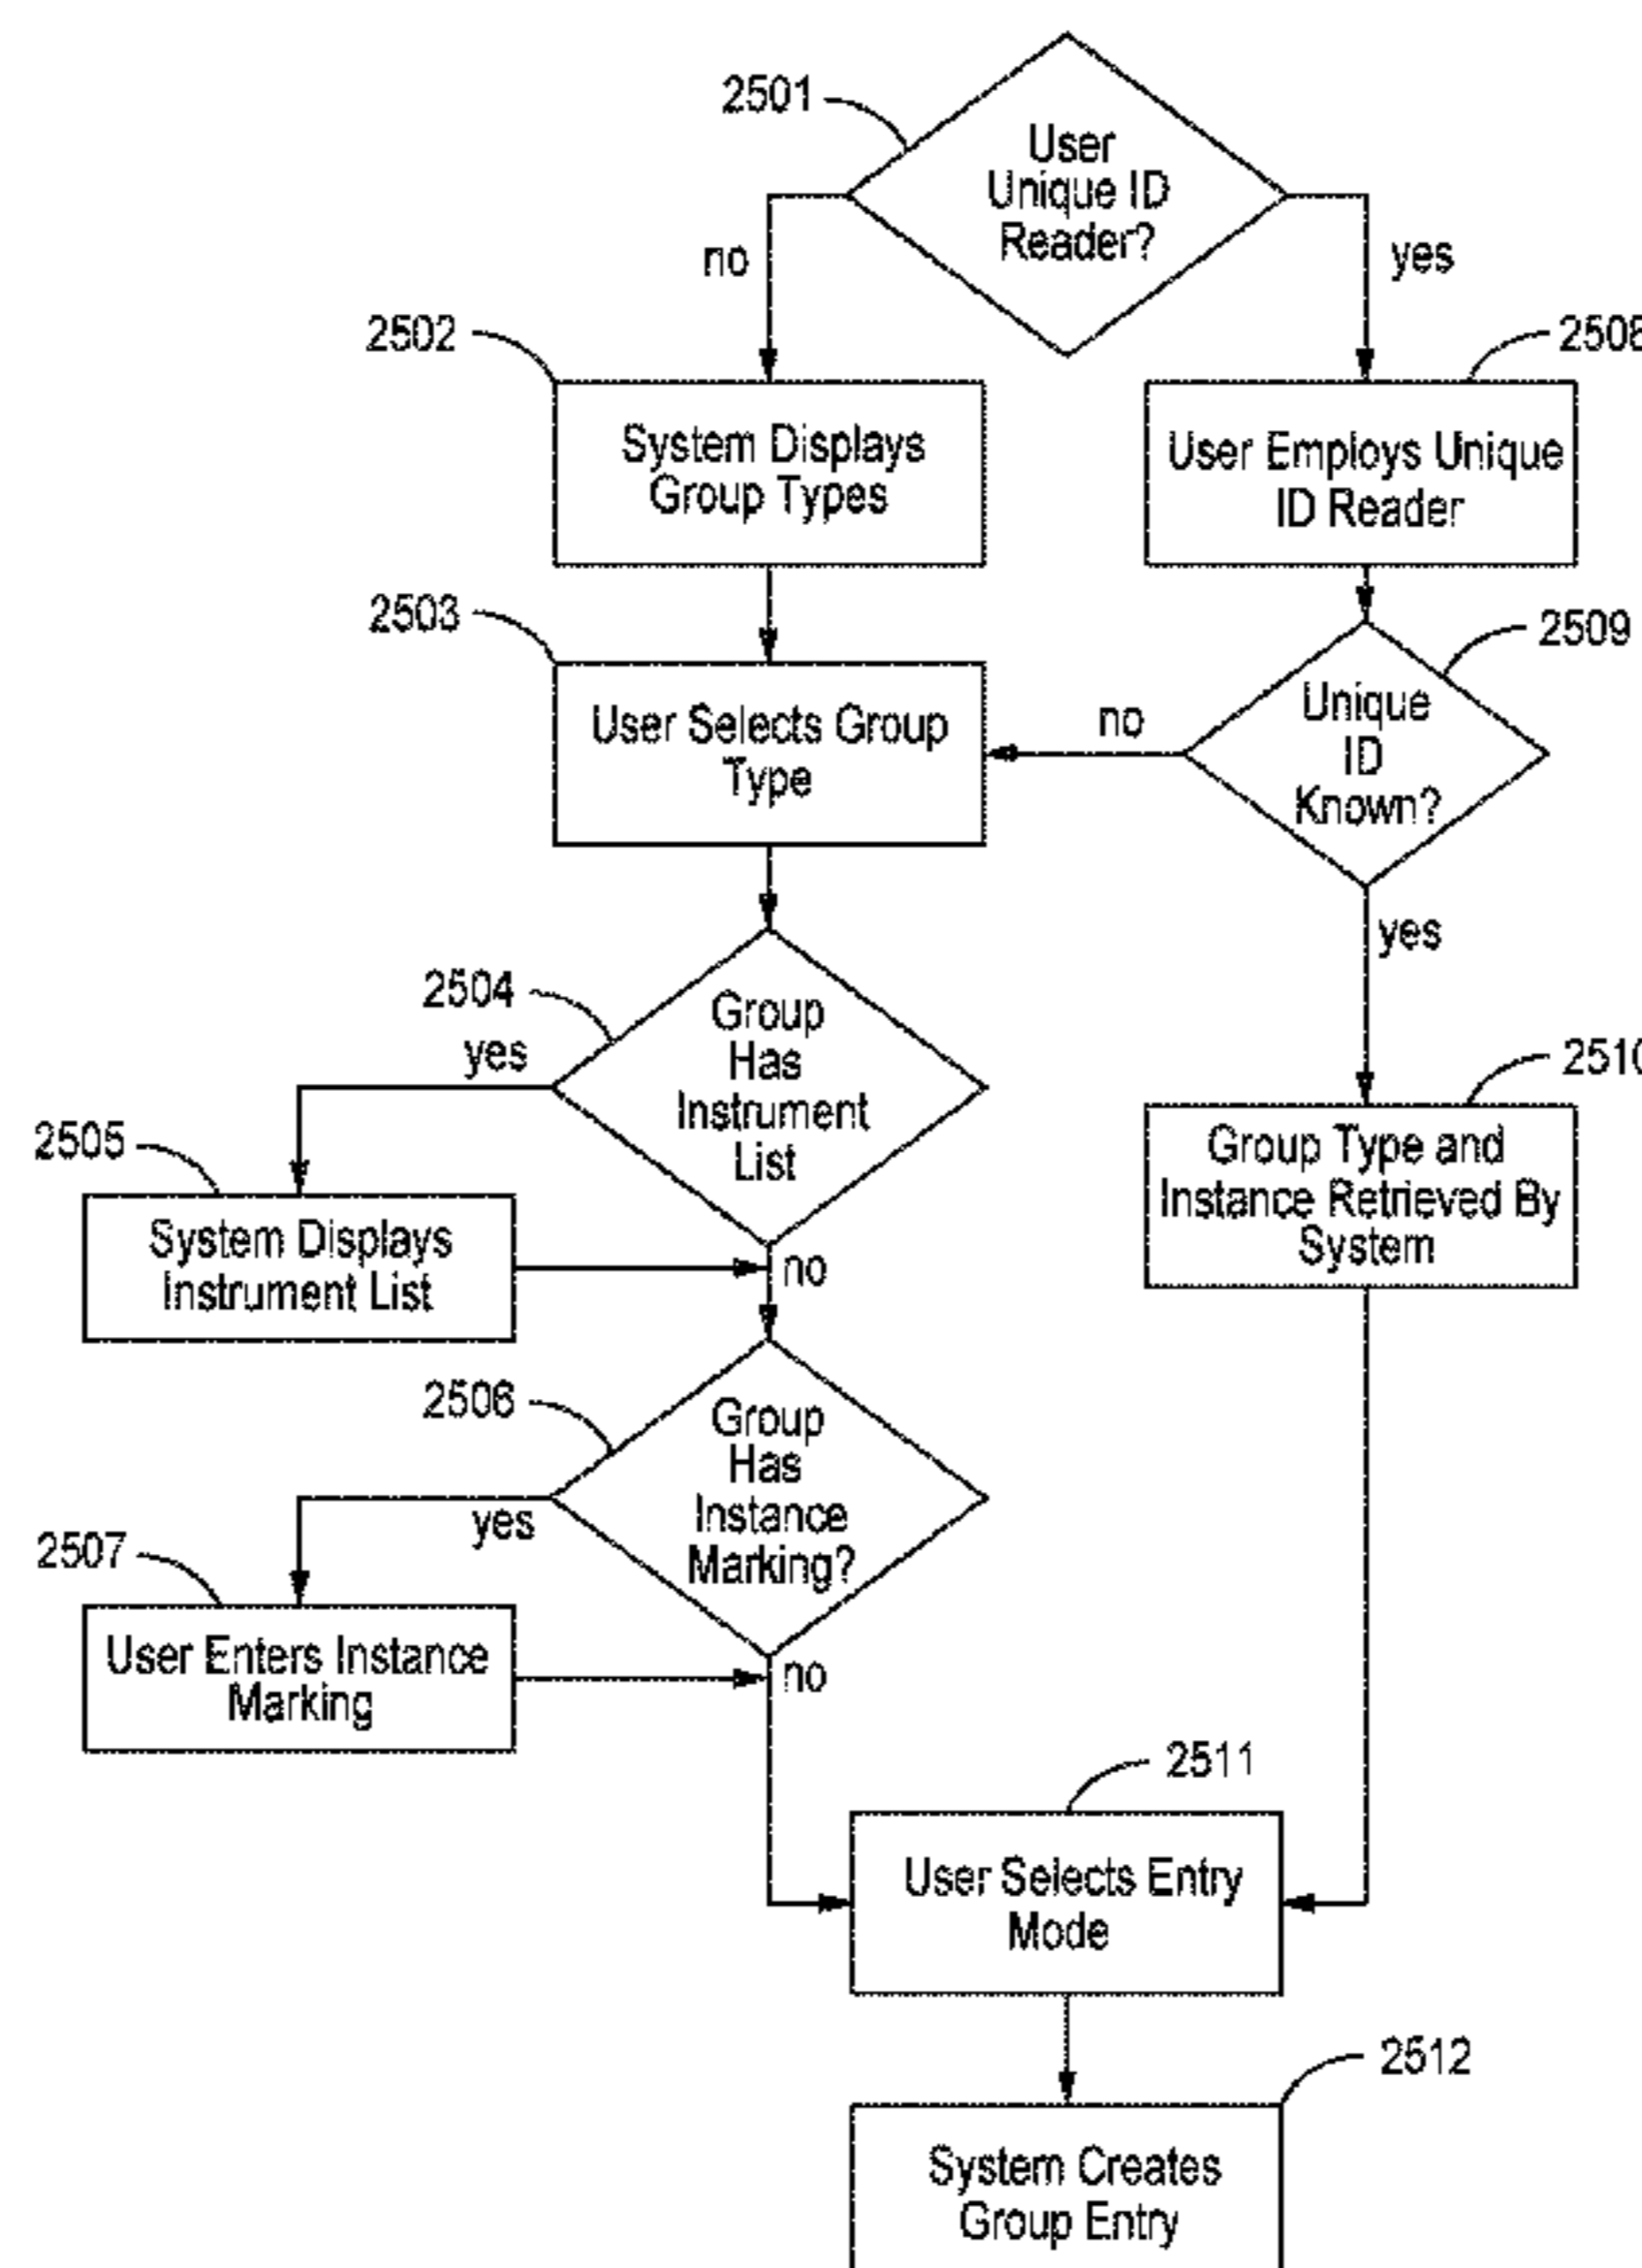 2501
User
Unique ID
Reader?
no
yes
2502
System Displays
Group Types
2508
User Employs Unique
ID Reader
2503
User Selects Group
Type
no
2509
Unique
ID
Known?
yes
2504
Group
Has
Instrument
List
yes
2505
System Displays
Instrument List
no
2510
Group Type and
Instance Retrieved By
System
2506
Group
Has
Instance
Marking?
yes
2507
User Enters Instance
Marking
no
2511
User Selects Entry
Mode
2512
System Creates
Group Entry